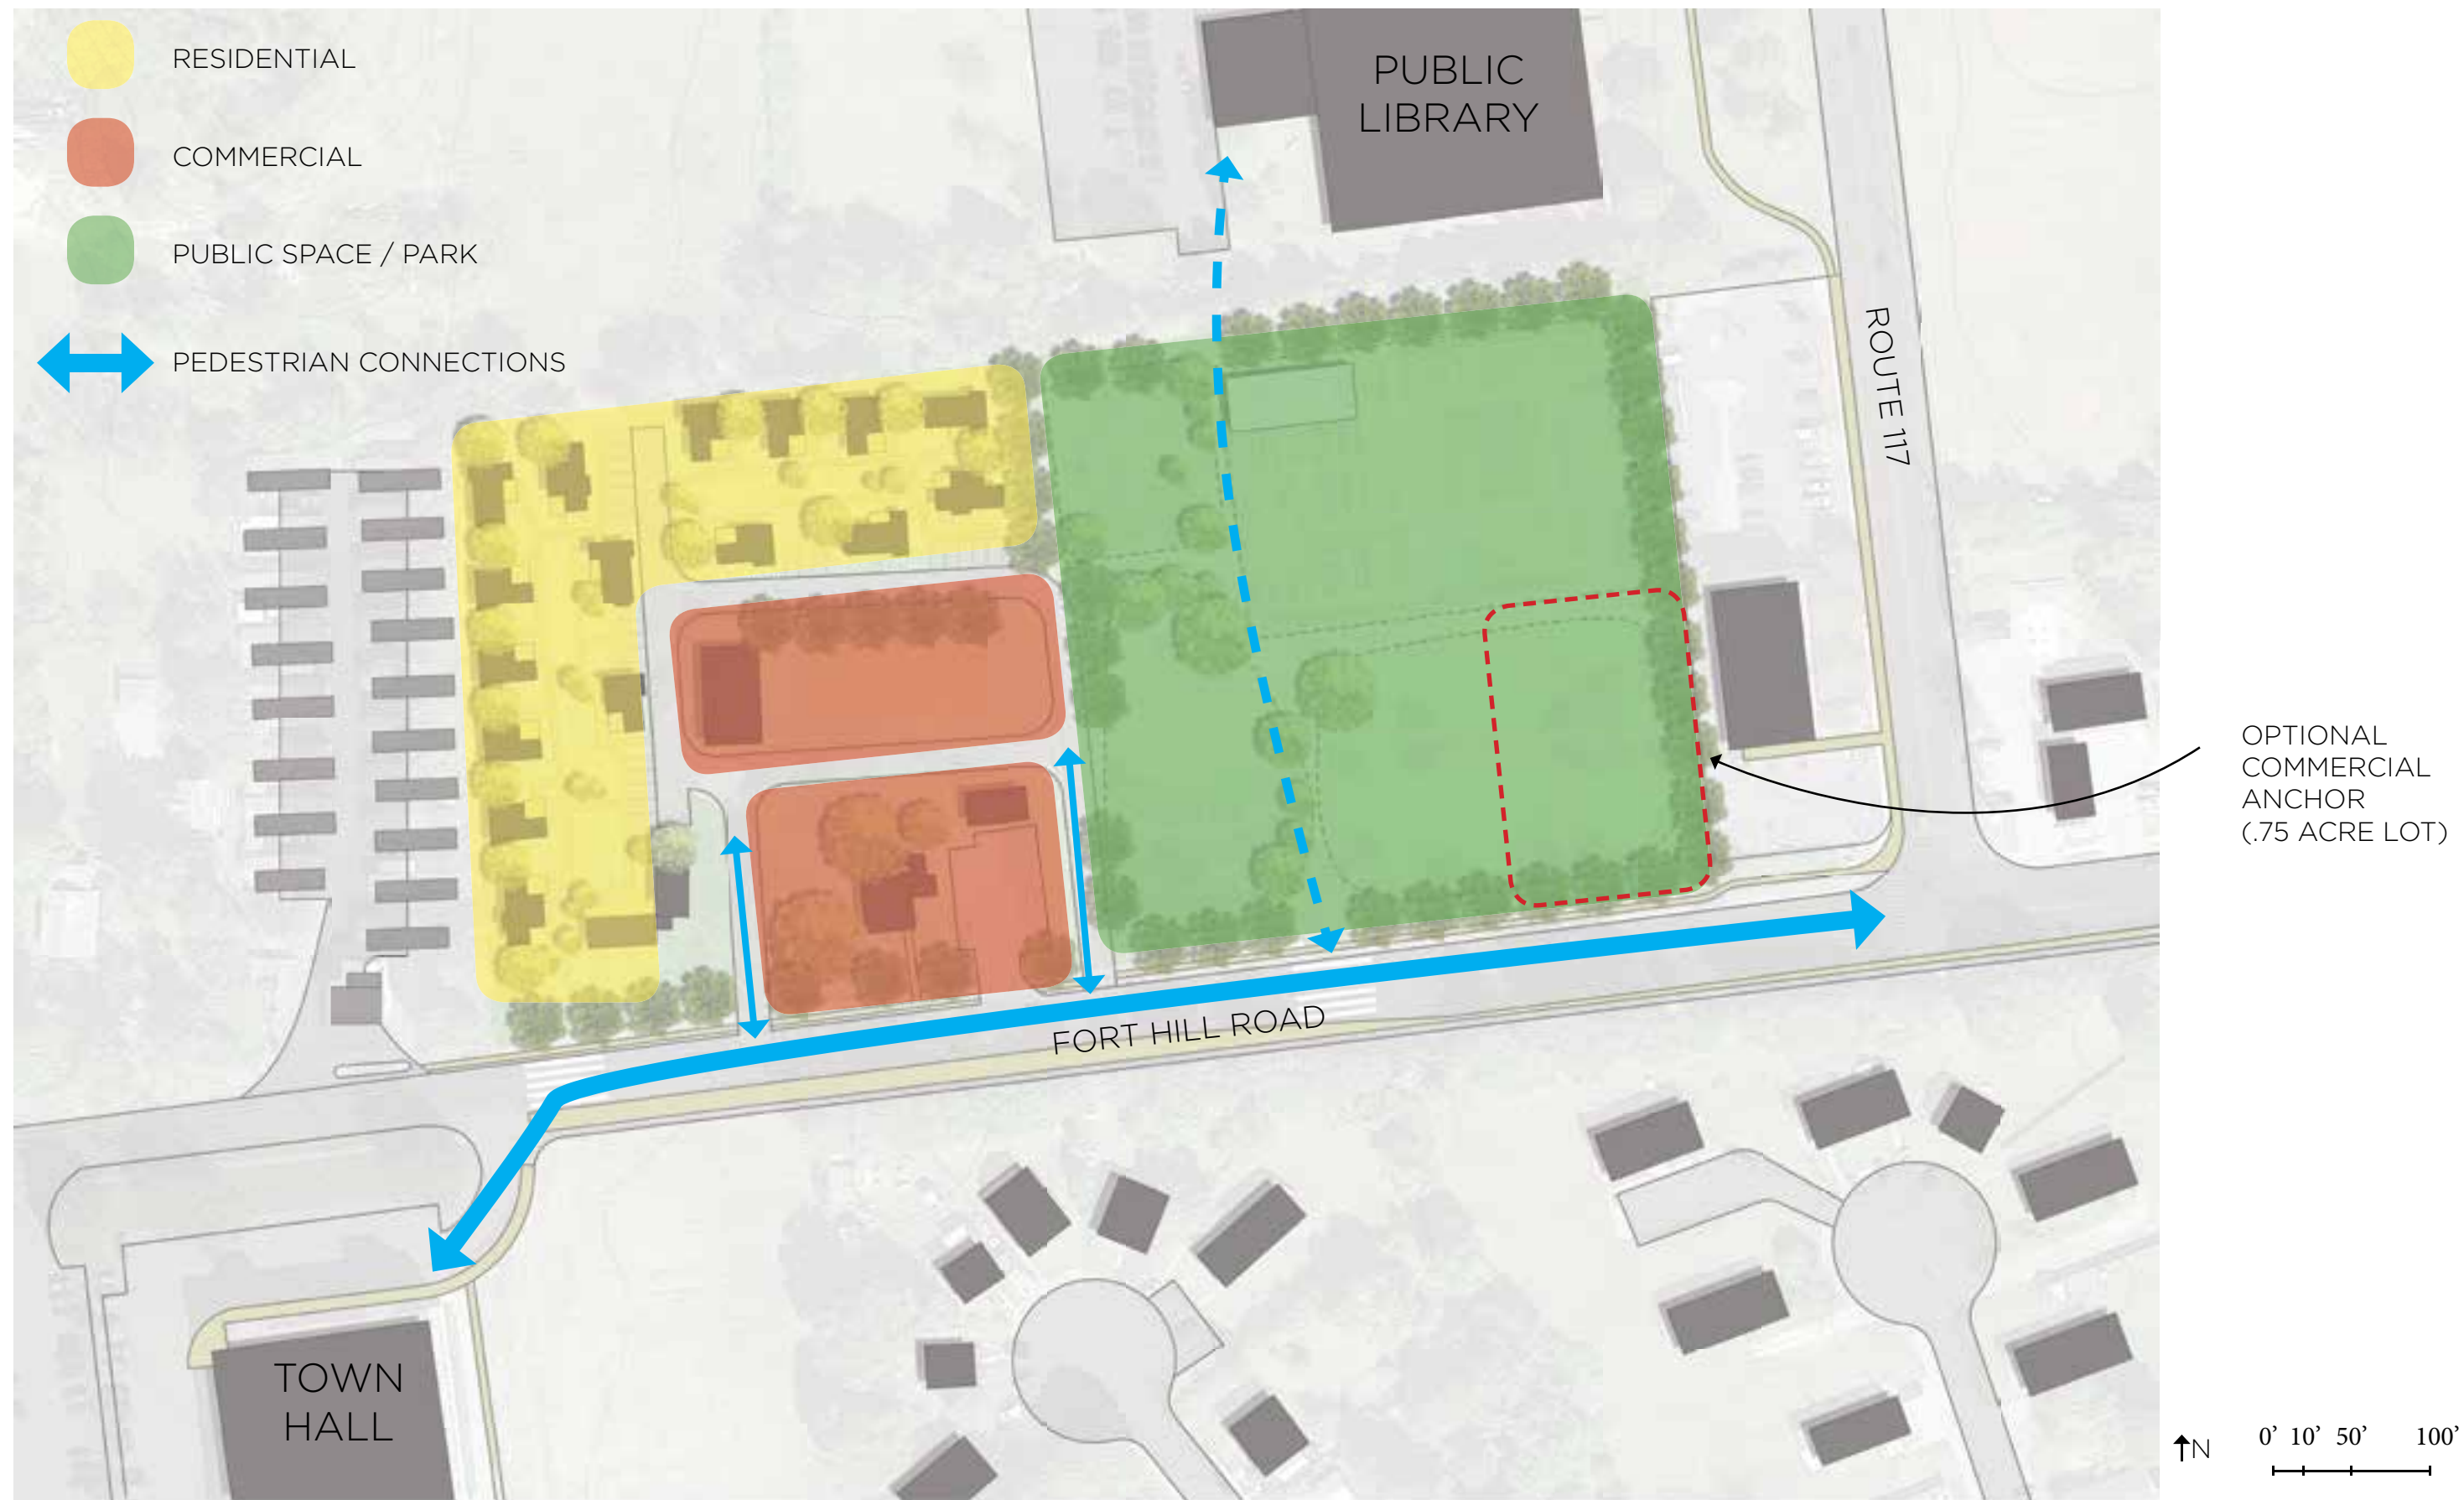 RESIDENTIAL
COMMERCIAL
PUBLIC SPACE / PARK
PEDESTRIAN CONNECTIONS
PUBLIC
LIBRARY
ROUTE 117
OPTIONAL
COMMERCIAL
ANCHOR
(.75 ACRE LOT)
FORT HILL ROAD
TOWN
HALL
N
0’ 10’ 50’ 100’